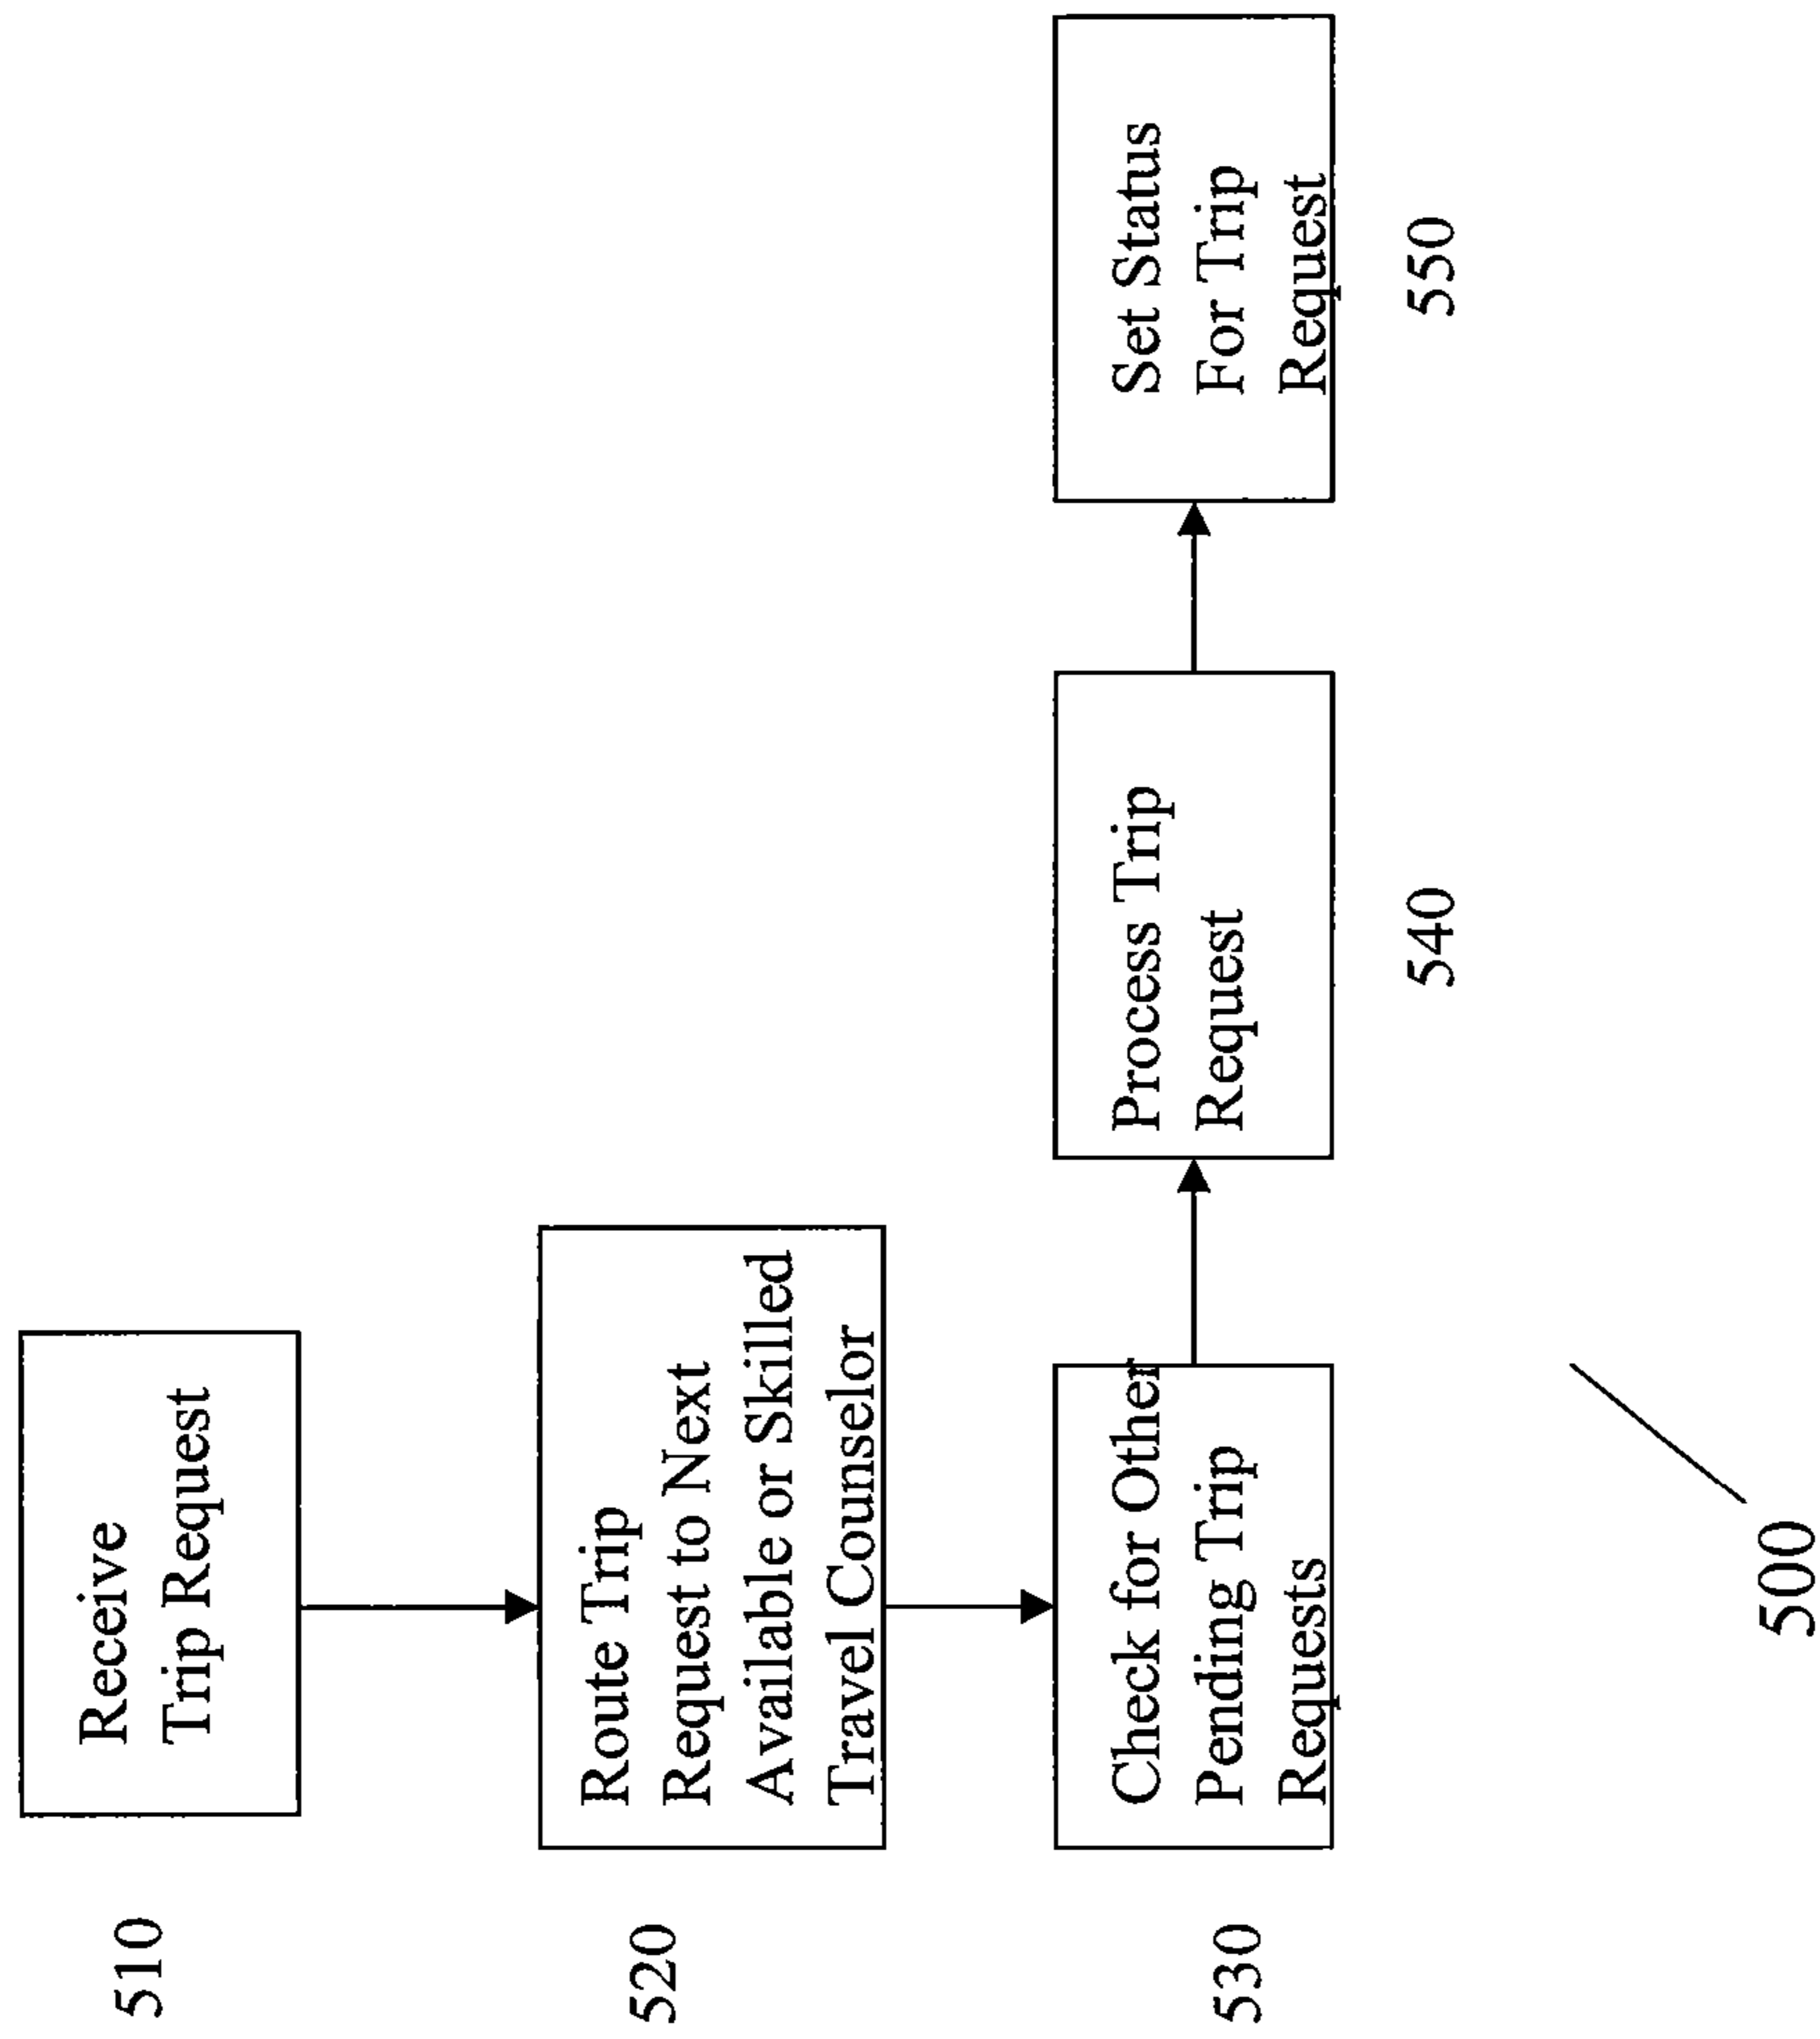 510
Receive
Trip Request
520
Route Trip
Request to Next
Available or Skilled
Travel Counselor
530
Check for Other
Pending Trip
Requests
Process Trip
Request
540
Set Status
For Trip
Request
550
500